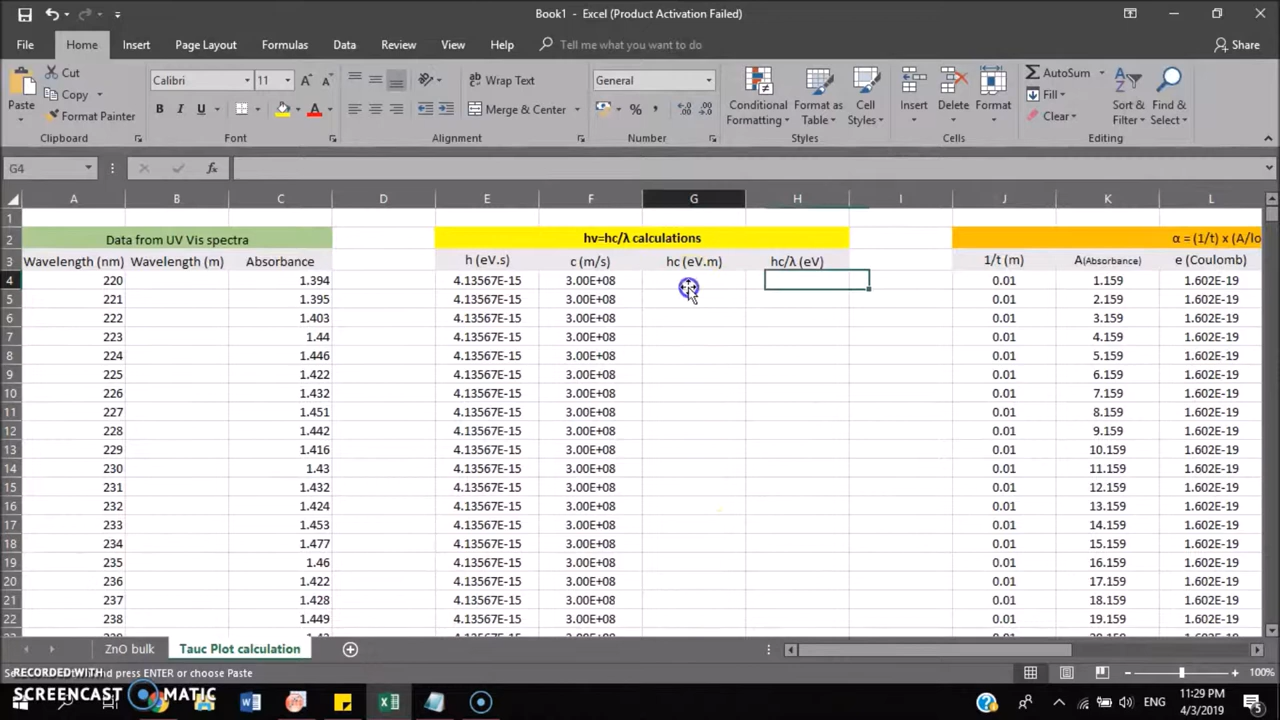 Book1 - Excel (Product Activation Failed)
File Home Insert Page Layout Formulas Data Review View Help Tell me what you want to do Share
Cut Calibri 11 Wrap Text General AutoSum
Copy Fill
Paste Format Painter Merge & Center Conditional Formatting Format as Table Cell Styles Insert Delete Format Clear Sort & Filter Find & Select
Clipboard Font Alignment Number Styles Cells Editing
G4 fx
A B C D E F G H I J K L
1
2 Data from UV Vis spectra hv=hc/λ calculations α = (1/t) x (A/lo
3 Wavelength (nm) Wavelength (m) Absorbance h (eV.s) c (m/s) hc (eV.m) hc/λ (eV) 1/t (m) A(Absorbance) e (Coulomb)
4 220 1.394 4.13567E-15 3.00E+08 0.01 1.159 1.602E-19
5 221 1.395 4.13567E-15 3.00E+08 0.01 2.159 1.602E-19
6 222 1.403 4.13567E-15 3.00E+08 0.01 3.159 1.602E-19
7 223 1.44 4.13567E-15 3.00E+08 0.01 4.159 1.602E-19
8 224 1.446 4.13567E-15 3.00E+08 0.01 5.159 1.602E-19
9 225 1.422 4.13567E-15 3.00E+08 0.01 6.159 1.602E-19
10 226 1.432 4.13567E-15 3.00E+08 0.01 7.159 1.602E-19
11 227 1.451 4.13567E-15 3.00E+08 0.01 8.159 1.602E-19
12 228 1.442 4.13567E-15 3.00E+08 0.01 9.159 1.602E-19
13 229 1.416 4.13567E-15 3.00E+08 0.01 10.159 1.602E-19
14 230 1.43 4.13567E-15 3.00E+08 0.01 11.159 1.602E-19
15 231 1.432 4.13567E-15 3.00E+08 0.01 12.159 1.602E-19
16 232 1.424 4.13567E-15 3.00E+08 0.01 13.159 1.602E-19
17 233 1.453 4.13567E-15 3.00E+08 0.01 14.159 1.602E-19
18 234 1.477 4.13567E-15 3.00E+08 0.01 15.159 1.602E-19
19 235 1.46 4.13567E-15 3.00E+08 0.01 16.159 1.602E-19
20 236 1.422 4.13567E-15 3.00E+08 0.01 17.159 1.602E-19
21 237 1.428 4.13567E-15 3.00E+08 0.01 18.159 1.602E-19
22 238 1.449 4.13567E-15 3.00E+08 0.01 19.159 1.602E-19
ZnO bulk Tauc Plot calculation
RECORDED WITH
and press ENTER or choose Paste 100%
SCREENCAST MATIC ENG 11:29 PM
4/3/2019 5